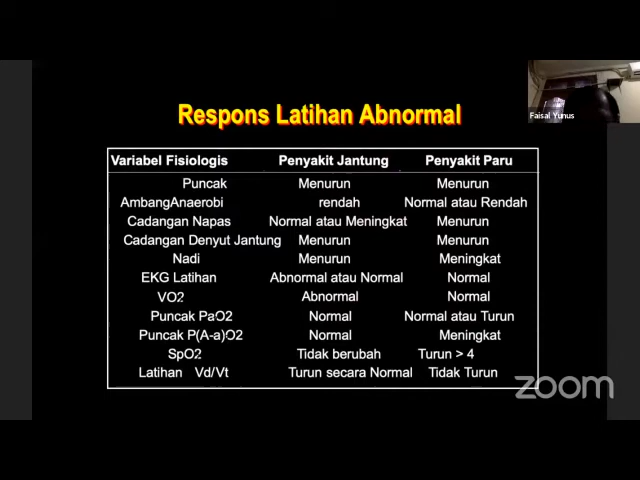 Faisal Yunus
Respons Latihan Abnormal
Variabel Fisiologis Penyakit Jantung Penyakit Paru
Puncak Menurun Menurun
AmbangAnaerobi rendah Normal atau Rendah
Cadangan Napas Normal atau Meningkat Menurun
Cadangan Denyut Jantung Menurun Menurun
Nadi Menurun Meningkat
EKG Latihan Abnormal atau Normal Normal
VO2 Abnormal Normal
Puncak PaO2 Normal Normal atau Turun
Puncak P(A-a)O2 Normal Meningkat
SpO2 Tidak berubah Turun > 4
Latihan Vd/Vt Turun secara Normal Tidak Turun
zoom